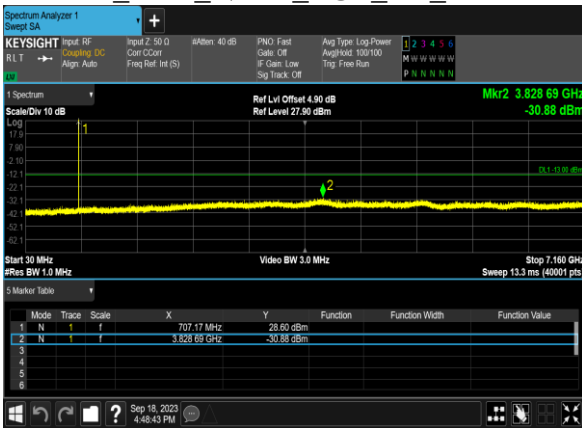 Spectrum Analyzer 1
Swept SA
KEYSIGHT Input: RF Input Z: 50 Ω #Atten: 40 dB PNO: Fast Avg Type: Log-Power 1 2 3 4 5 6
RLT Coupling: DC Corr CCorr Gate: Off Avg|Hold: 100/100 M W W W W W
Align: Auto Freq Ref: Int (S) IF Gain: Low Trig: Free Run
LW Sig Track: Off P N N N N N
1 Spectrum Ref Lvl Offset 4.90 dB Mkr2 3.828 69 GHz
Scale/Div 10 dB Ref Level 27.90 dBm -30.88 dBm
Log
17.9
1
7.90
-2.10
DL1 -13.00 dBm
-12.1
-22.1
2
-32.1
-42.1
-52.1
-62.1
Start 30 MHz Video BW 3.0 MHz Stop 7.160 GHz
#Res BW 1.0 MHz Sweep 13.3 ms (40001 pts
5 Marker Table
Mode Trace Scale X Y Function Function Width Function Value
1 N 1 f 707.17 MHz 28.60 dBm
2 N 1 f 3.828 69 GHz -30.88 dBm
3
4
5
6
? Sep 18, 2023
4:48:43 PM